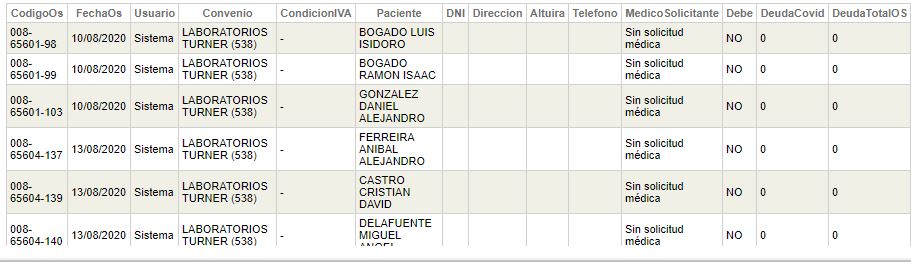 CodigoOs FechaOs Usuario Convenio CondicionIVA Paciente DNI Direccion Altuira Telefono MedicoSolicitante Debe DeudaCovid DeudaTotalOS
008-65601-98 10/08/2020 Sistema LABORATORIOS TURNER (538) - BOGADO LUIS ISIDORO Sin solicitud médica NO 0 0
008-65601-99 10/08/2020 Sistema LABORATORIOS TURNER (538) - BOGADO RAMON ISAAC Sin solicitud médica NO 0 0
008-65601-103 10/08/2020 Sistema LABORATORIOS TURNER (538) - GONZALEZ DANIEL ALEJANDRO Sin solicitud médica NO 0 0
008-65604-137 13/08/2020 Sistema LABORATORIOS TURNER (538) - FERREIRA ANIBAL ALEJANDRO Sin solicitud médica NO 0 0
008-65604-139 13/08/2020 Sistema LABORATORIOS TURNER (538) - CASTRO CRISTIAN DAVID Sin solicitud médica NO 0 0
008-65604-140 13/08/2020 Sistema LABORATORIOS TURNER (538) - DELAFUENTE MIGUEL Sin solicitud médica NO 0 0